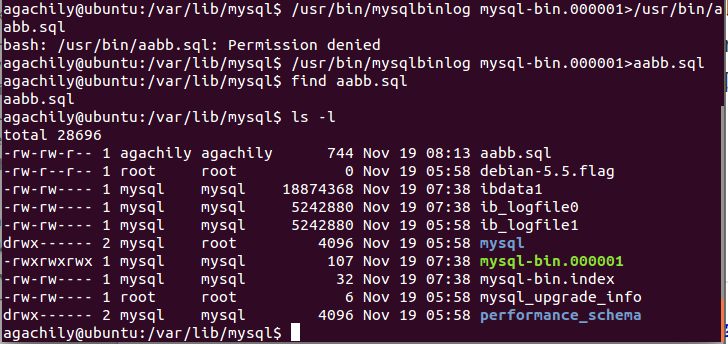 agachily@ubuntu:/var/lib/mysql$ /usr/bin/mysqlbinlog mysql-bin.000001>/usr/bin/a
abb.sql
bash: /usr/bin/aabb.sql: Permission denied
agachily@ubuntu:/var/lib/mysql$ /usr/bin/mysqlbinlog mysql-bin.000001>aabb.sql
agachily@ubuntu:/var/lib/mysql$ find aabb.sql
aabb.sql
agachily@ubuntu:/var/lib/mysql$ ls -l
total 28696
-rw-rw-r-- 1 agachily agachily      744 Nov 19 08:13 aabb.sql
-rw-r--r-- 1 root     root            0 Nov 19 05:58 debian-5.5.flag
-rw-rw---- 1 mysql    mysql    18874368 Nov 19 07:38 ibdata1
-rw-rw---- 1 mysql    mysql     5242880 Nov 19 07:38 ib_logfile0
-rw-rw---- 1 mysql    mysql     5242880 Nov 19 05:58 ib_logfile1
drwx------ 2 mysql    root         4096 Nov 19 05:58 mysql
-rwxrwxrwx 1 mysql    mysql         107 Nov 19 07:38 mysql-bin.000001
-rw-rw---- 1 mysql    mysql          32 Nov 19 07:38 mysql-bin.index
-rw-rw---- 1 root     root            6 Nov 19 05:58 mysql_upgrade_info
drwx------ 2 mysql    mysql        4096 Nov 19 05:58 performance_schema
agachily@ubuntu:/var/lib/mysql$